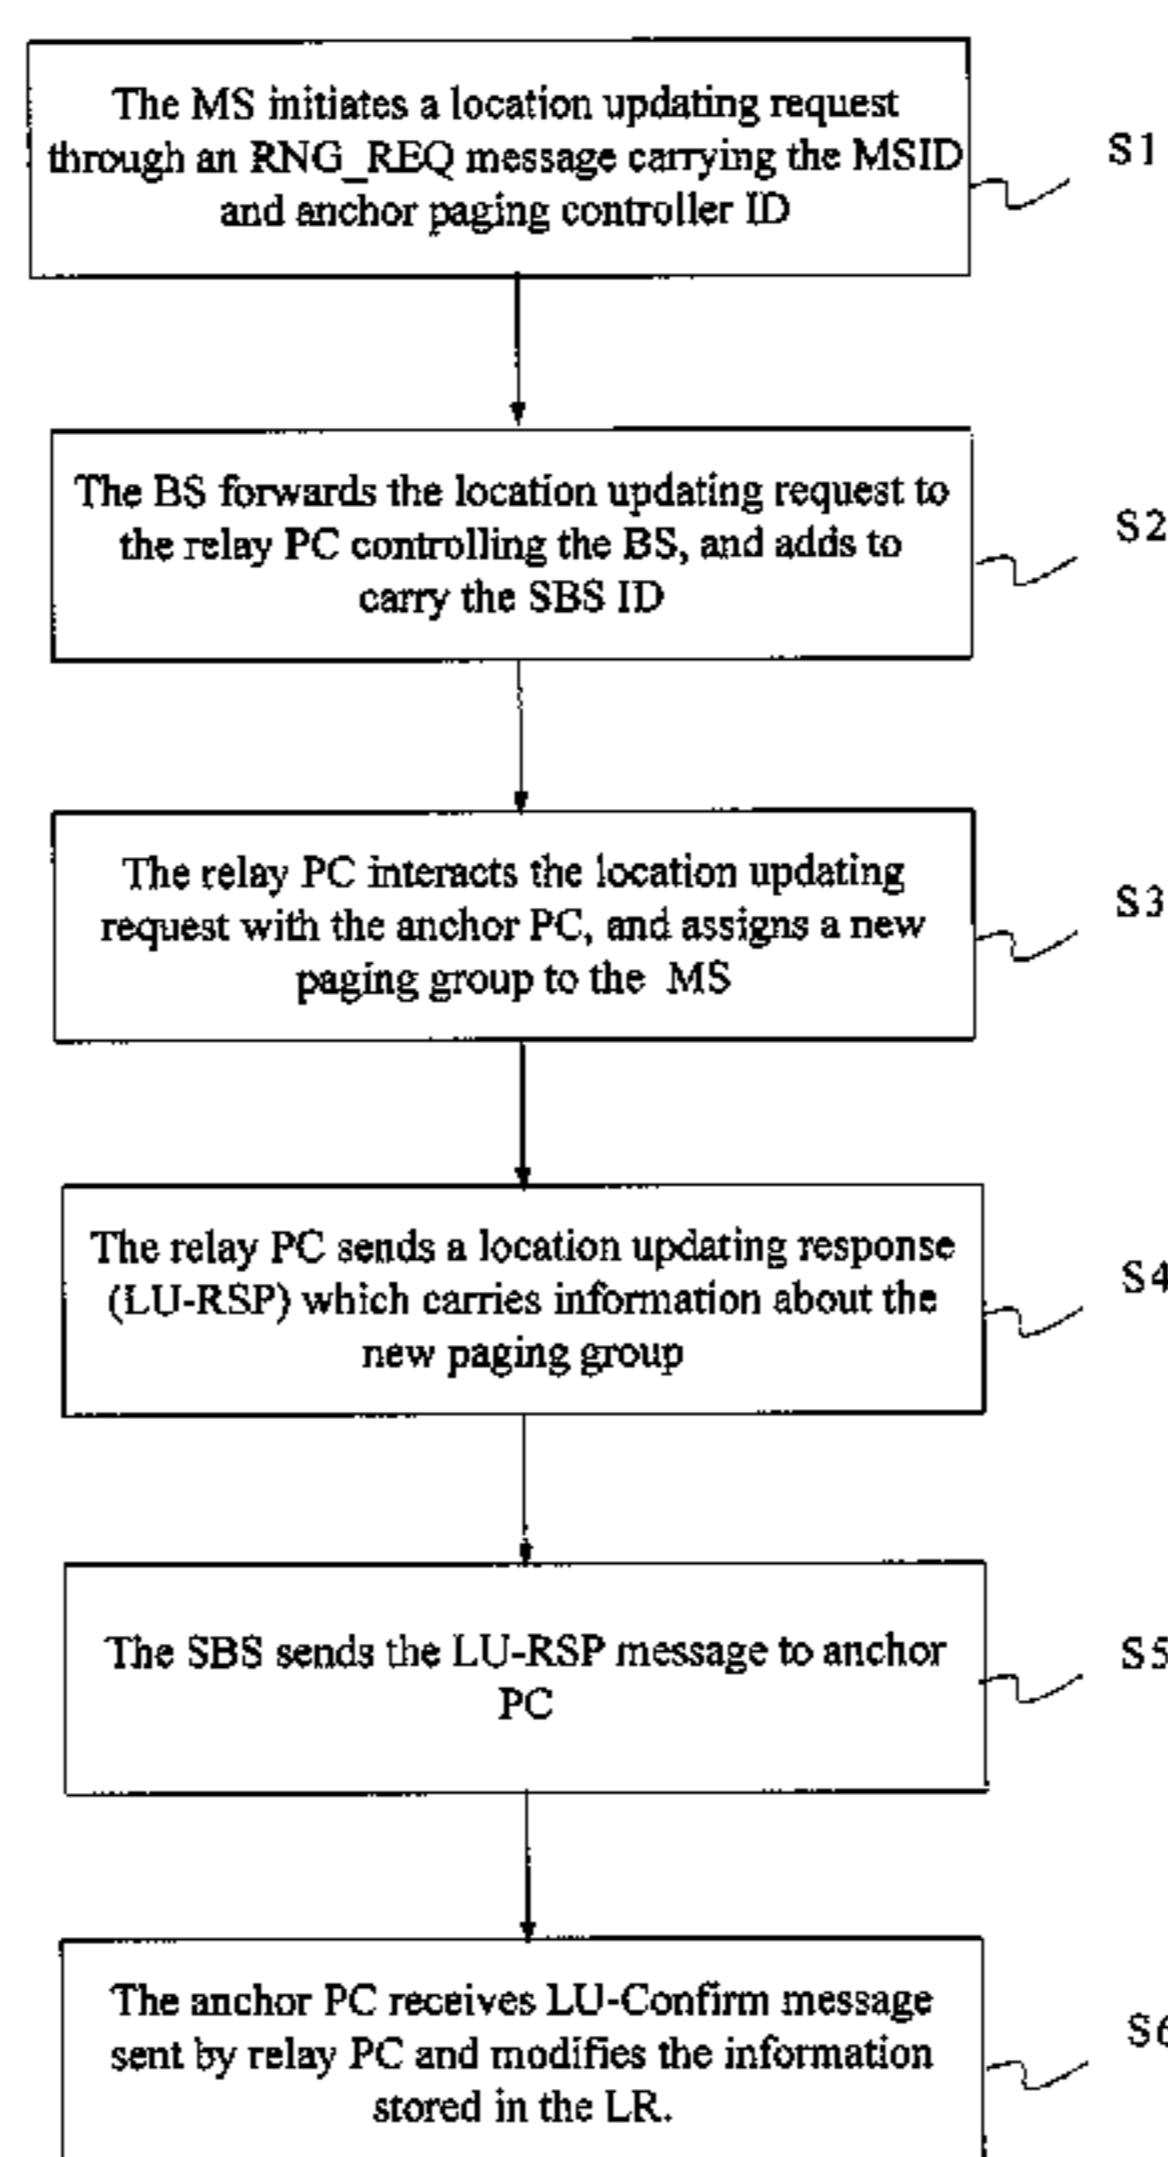 The MS initiates a location updating request
through an RNG_REQ message carrying the MSID
and anchor paging controller ID
S1
The BS forwards the location updating request to
the relay PC controlling the BS, and adds to
carry the SBS ID
S2
The relay PC interacts the location updating
request with the anchor PC, and assigns a new
paging group to the MS
S3
The relay PC sends a location updating response
(LU-RSP) which carries information about the
new paging group
S4
The SBS sends the LU-RSP message to anchor
PC
S5
The anchor PC receives LU-Confirm message
sent by relay PC and modifies the information
stored in the LR.
S6